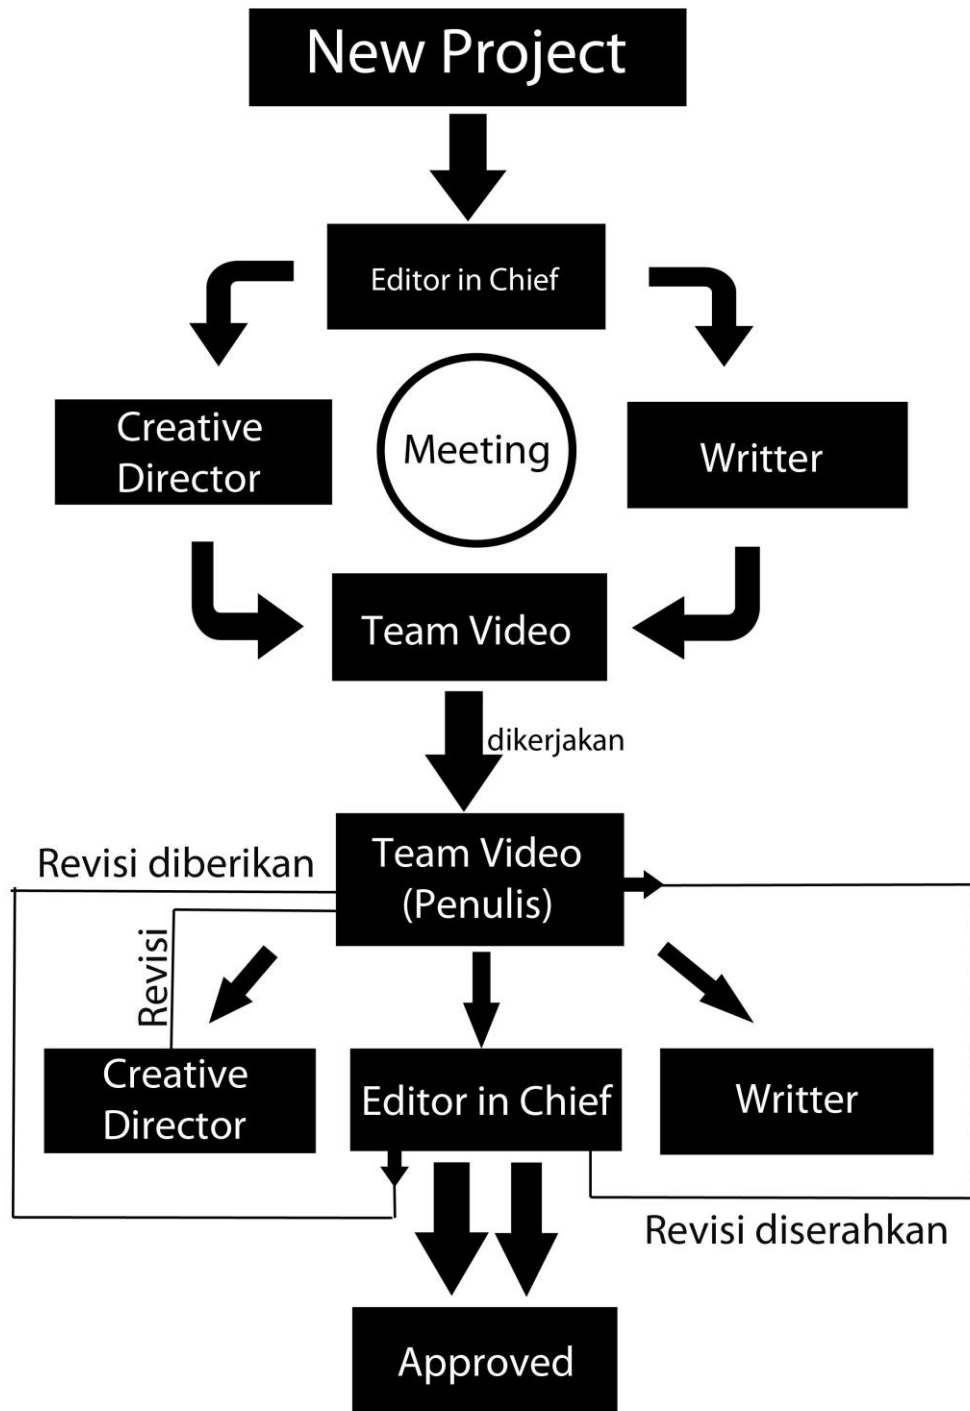 New Project
Editor in Chief
Creative
Director
Meeting
Writter
Team Video
dikerjakan
Team Video
(Penulis)
Revisi diberikan
Revisi
Creative
Director
Editor in Chief
Writter
Revisi diserahkan
Approved